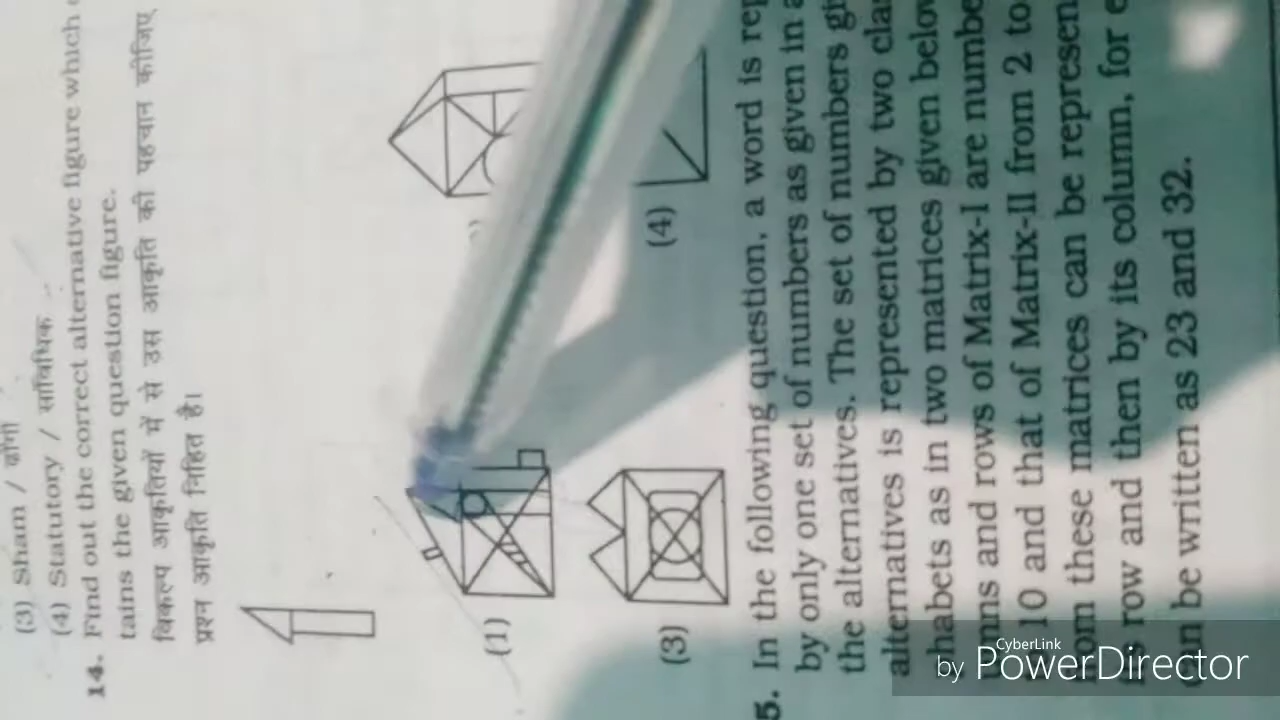 (3) Sham / ढोंगी
(4) Statutory / सांविधिक
14. Find out the correct alternative figure which
tains the given question figure.
विकल्प आकृतियों में से उस आकृति की पहचान कीजिए
प्रश्न आकृति निहित है।
(1)
(3)
(4)
5. In the following question, a word is rep
by only one set of numbers as given in a
the alternatives. The set of numbers gi
alternatives is represented by two cla
habets as in two matrices given below
mns and rows of Matrix-I are numbe
10 and that of Matrix-II from 2 to
om these matrices can be represen
s row and then by its column, for e
an be written as 23 and 32.
CyberLink
by PowerDirector